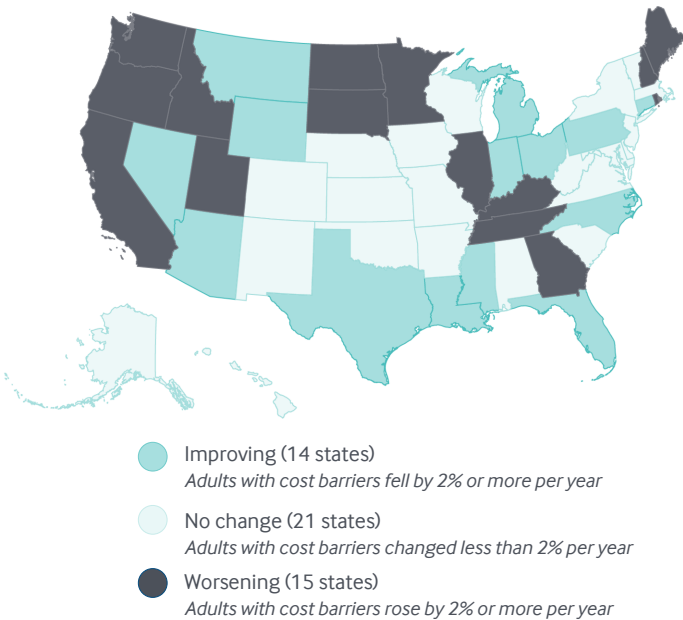 Improving (14 states)
Adults with cost barriers fell by 2% or more per year
No change (21 states)
Adults with cost barriers changed less than 2% per year
Worsening (15 states)
Adults with cost barriers rose by 2% or more per year